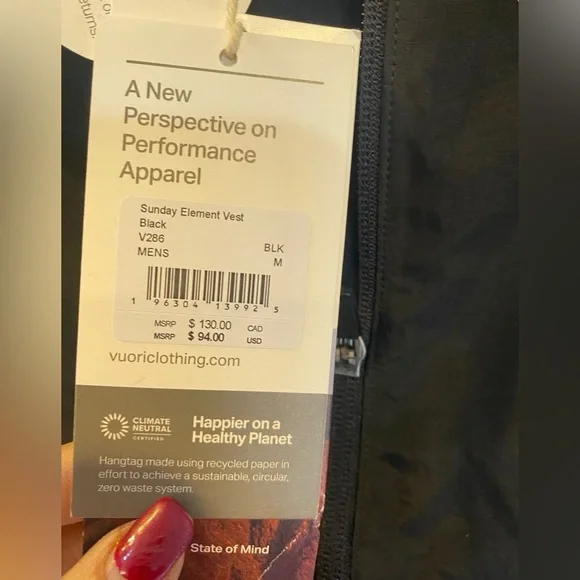 A New
Perspective on
Performance
Apparel
Sunday Element Vest
Black
V286 BLK
MENS M
1 96304 13992 5
MSRP $ 130.00 CAD
MSRP $ 94.00 USD
vuoriclothing.com
CLIMATE
NEUTRAL
CERTIFIED
Happier on a
Healthy Planet
Hangtag made using recycled paper in
effort to achieve a sustainable, circular,
zero waste system.
State of Mind